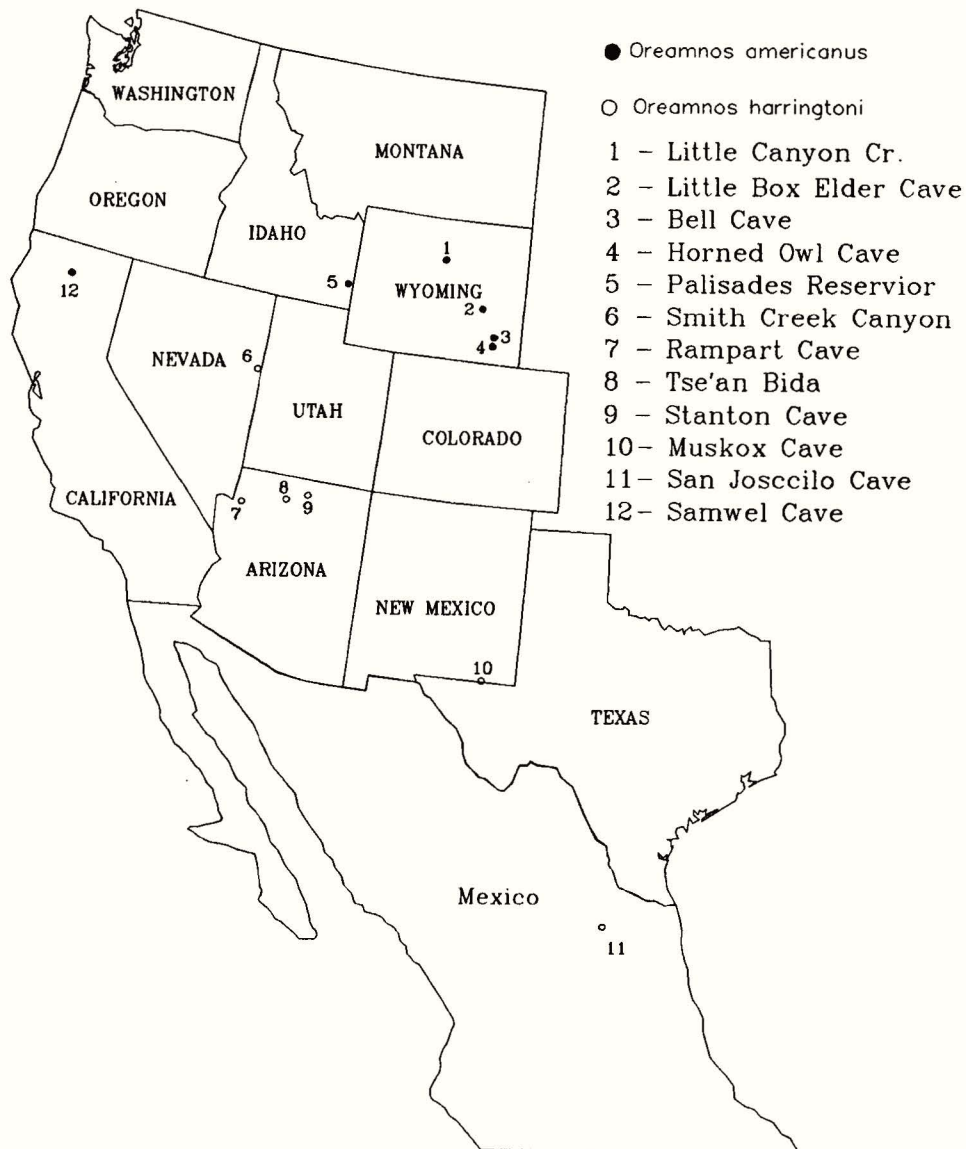 ● Oreamnos americanus
○ Oreamnos harringtoni
1 – Little Canyon Cr.
2 – Little Box Elder Cave
3 – Bell Cave
4 – Horned Owl Cave
5 – Palisades Reservior
6 – Smith Creek Canyon
7 – Rampart Cave
8 – Tse'an Bida
9 – Stanton Cave
10– Muskox Cave
11– San Josccilo Cave
12– Samwel Cave
WASHINGTON
MONTANA
OREGON
IDAHO
1
12
5
WYOMING
2
3
4
NEVADA 6
UTAH
COLORADO
CALIFORNIA
7
8
9
ARIZONA
NEW MEXICO
10
TEXAS
Mexico
11